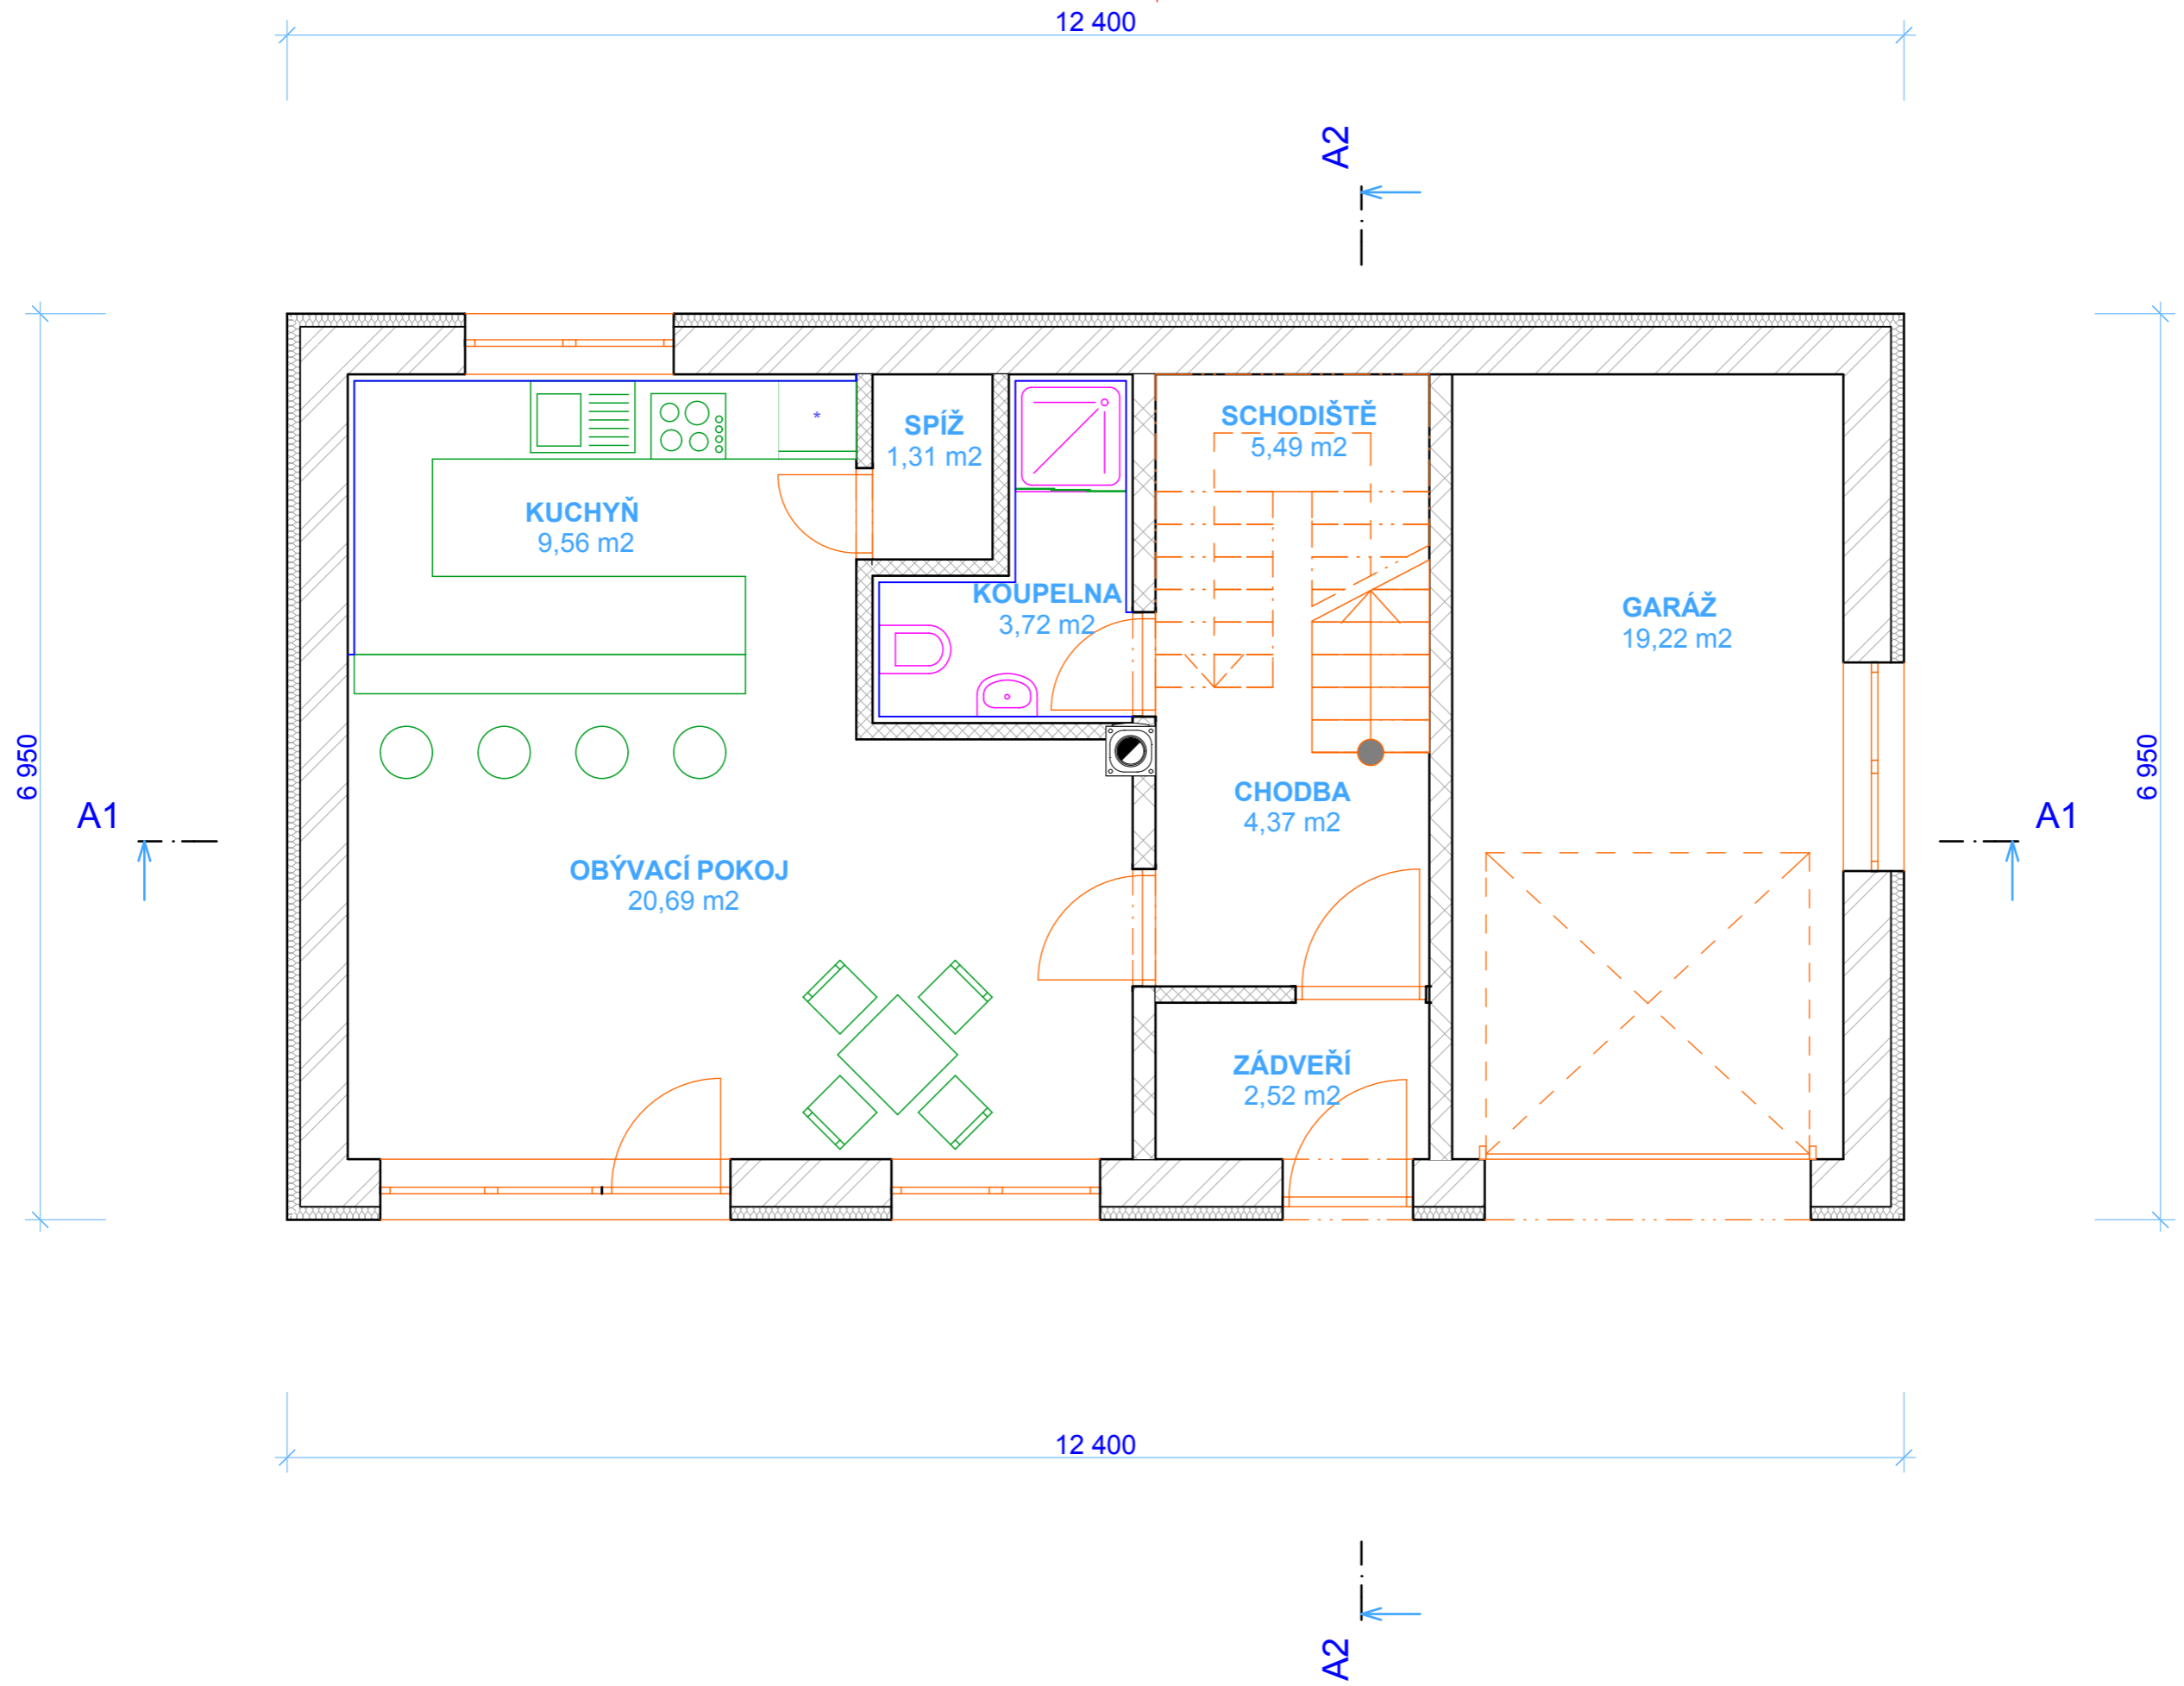 12 400
A2
SCHODIŠTĚ
5,49 m2
SPÍŽ
1,31 m2
*
KUCHYŇ
9,56 m2
KOUPELNA
3,72 m2
GARÁŽ
19,22 m2
6 950
6 950
A1
A1
CHODBA
4,37 m2
OBÝVACÍ POKOJ
20,69 m2
ZÁDVEŘÍ
2,52 m2
12 400
A2